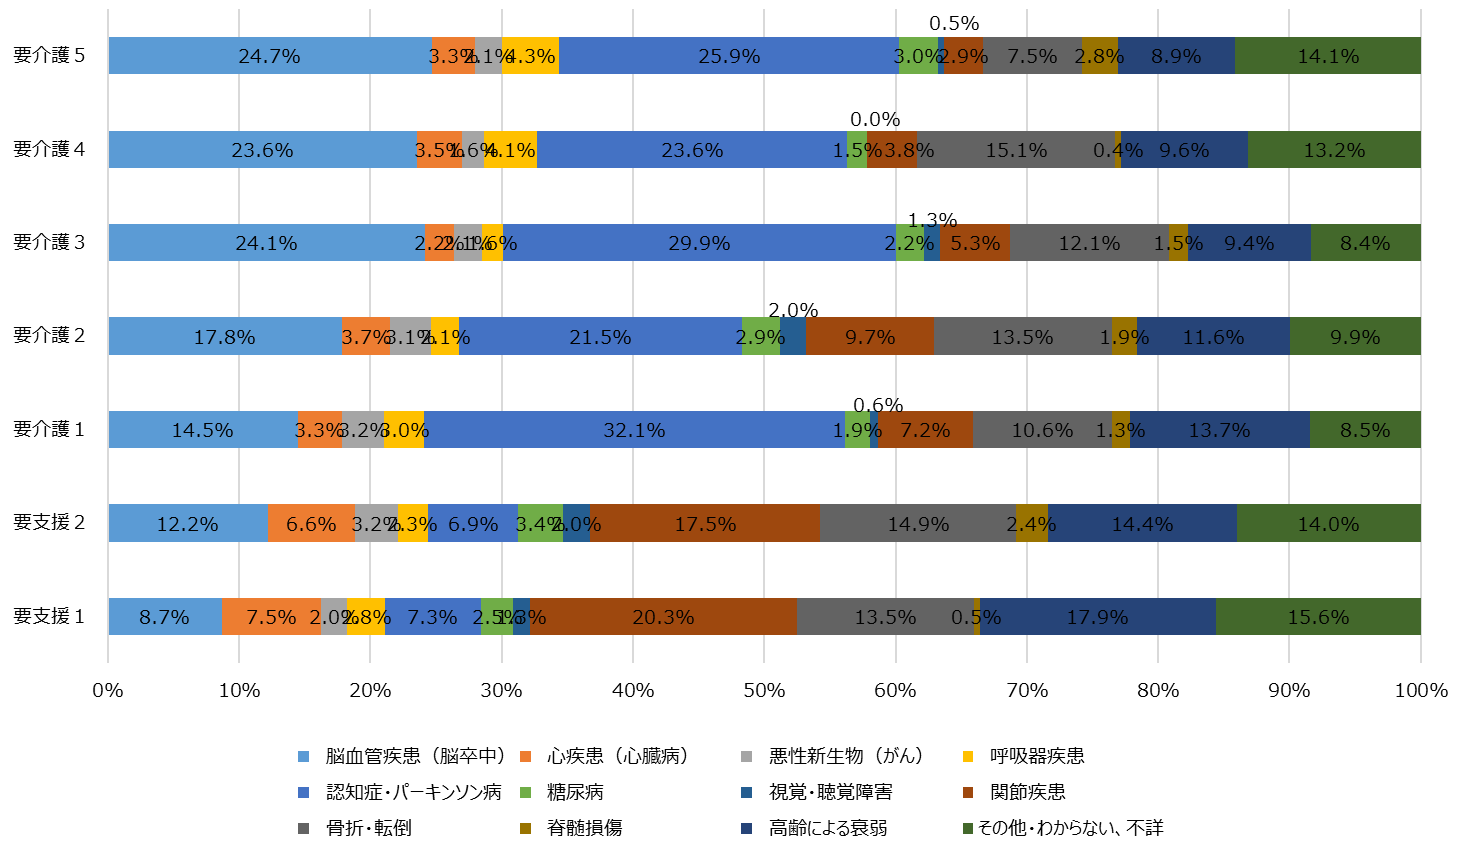 0.5%
要介護５ 24.7% 3.3% 2.1% 4.3% 25.9% 3.0% 2.9% 7.5% 2.8% 8.9% 14.1%
0.0%
要介護４ 23.6% 3.5% 1.6% 4.1% 23.6% 1.5% 3.8% 15.1% 0.4% 9.6% 13.2%
1.3%
要介護３ 24.1% 2.2% 2.1% 1.6% 29.9% 2.2% 5.3% 12.1% 1.5% 9.4% 8.4%
2.0%
要介護２ 17.8% 3.7% 3.1% 2.1% 21.5% 2.9% 9.7% 13.5% 1.9% 11.6% 9.9%
0.6%
要介護１ 14.5% 3.3% 3.2% 3.0% 32.1% 1.9% 7.2% 10.6% 1.3% 13.7% 8.5%
要支援２ 12.2% 6.6% 3.2% 2.3% 6.9% 3.4% 2.0% 17.5% 14.9% 2.4% 14.4% 14.0%
要支援１ 8.7% 7.5% 2.0% 2.8% 7.3% 2.5% 1.3% 20.3% 13.5% 0.5% 17.9% 15.6%
0% 10% 20% 30% 40% 50% 60% 70% 80% 90% 100%
脳血管疾患（脳卒中） 心疾患（心臓病） 悪性新生物（がん） 呼吸器疾患
認知症・パーキンソン病 糖尿病 視覚・聴覚障害 関節疾患
骨折・転倒 脊髄損傷 高齢による衰弱 その他・わからない、不詳